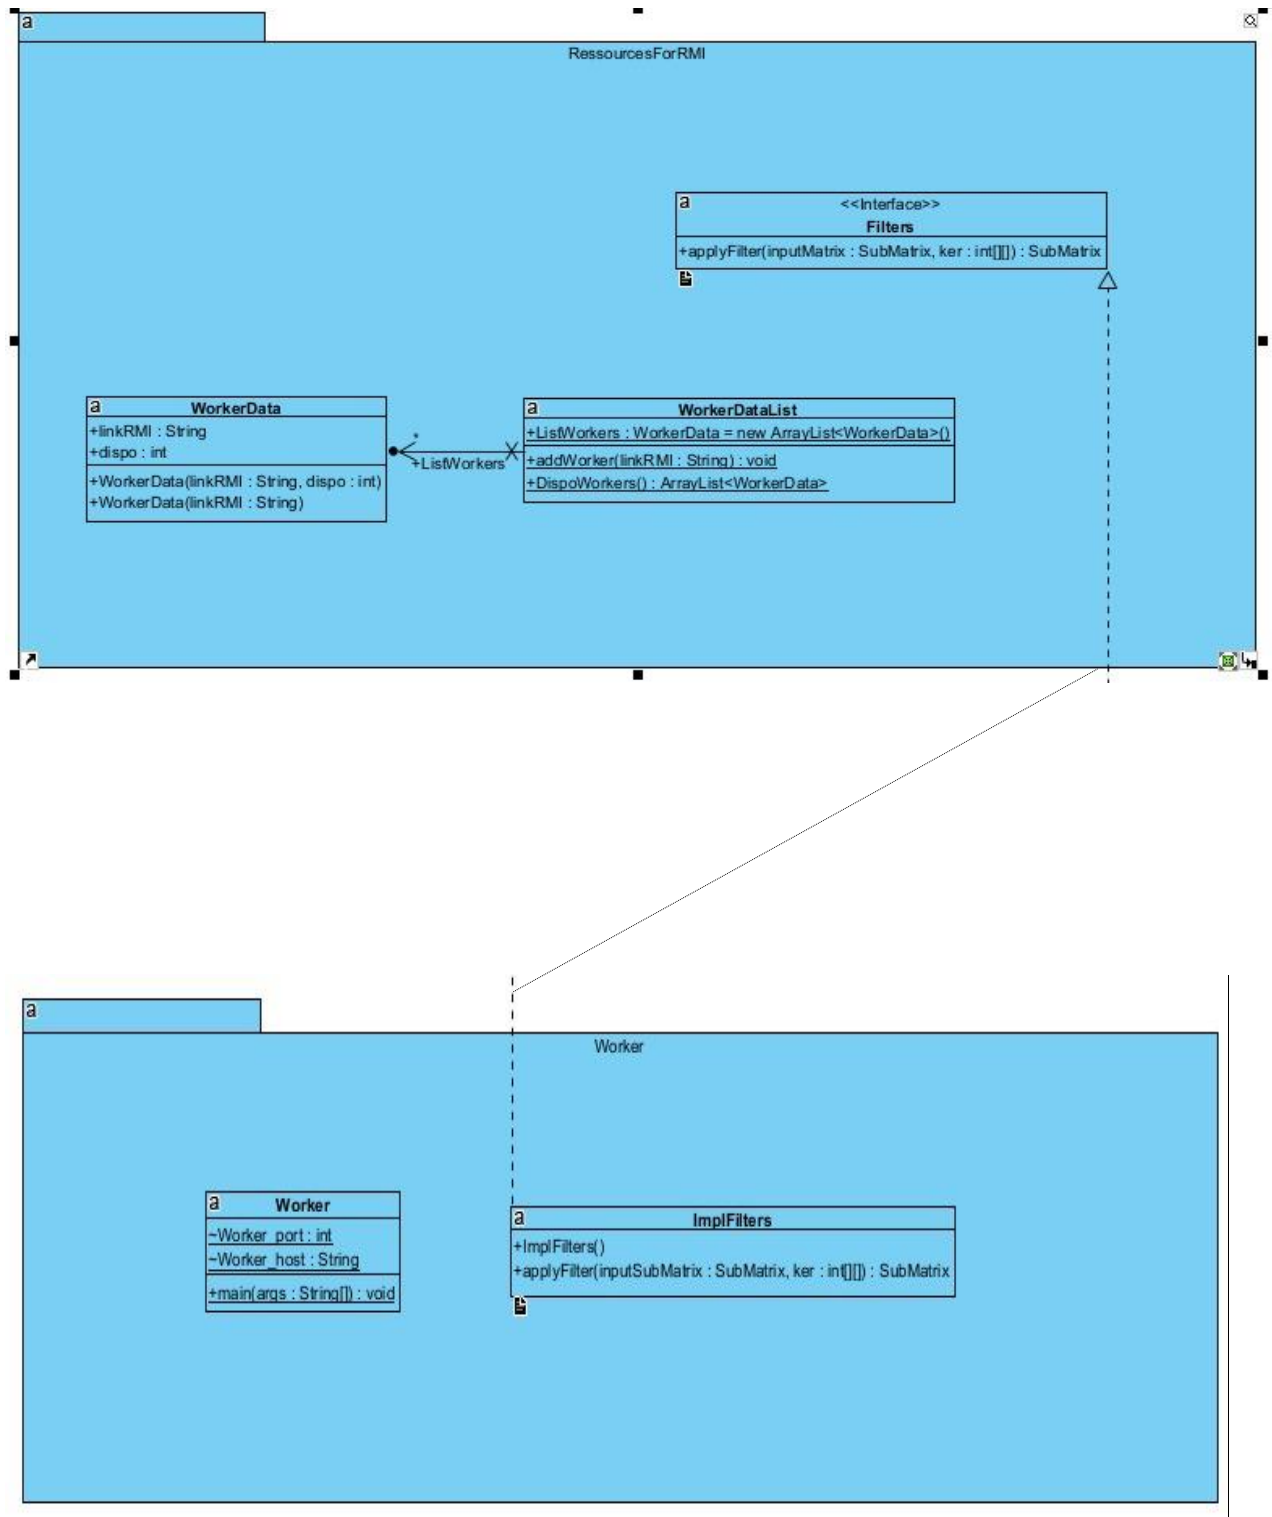 a
RessourcesForRMI
a
<<Interface>>
Filters
+applyFilter(inputMatrix : SubMatrix, ker : int[][]) : SubMatrix
a
WorkerData
+linkRMI : String
+dispo : int
+WorkerData(linkRMI : String, dispo : int)
+WorkerData(linkRMI : String)
*
+ListWorkers
a
WorkerDataList
+ListWorkers : WorkerData = new ArrayList<WorkerData>()
+addWorker(linkRMI : String) : void
+DispoWorkers() : ArrayList<WorkerData>
a
Worker
a
Worker
~Worker_port : int
~Worker_host : String
+main(args : String[]) : void
a
ImplFilters
+ImplFilters()
+applyFilter(inputSubMatrix : SubMatrix, ker : int[][]) : SubMatrix